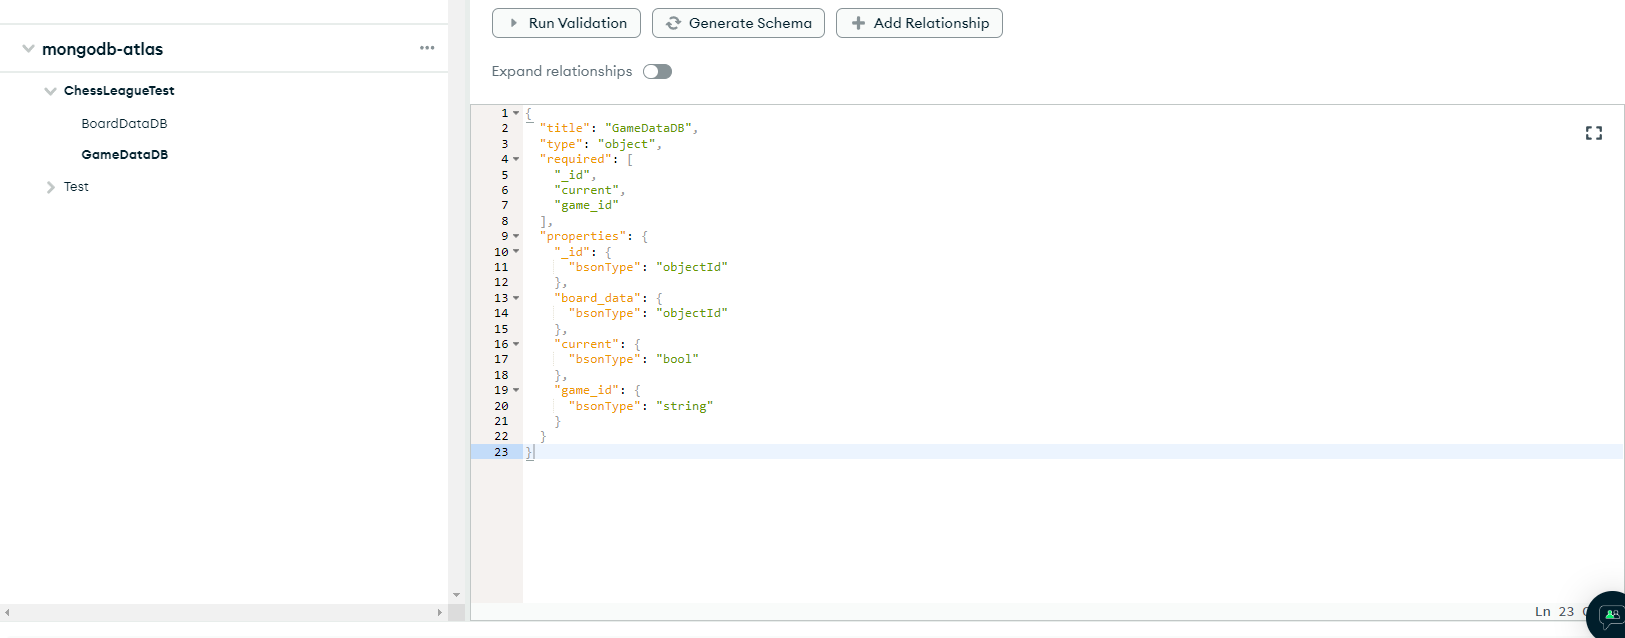 Run Validation
Generate Schema
Add Relationship
Expand relationships
mongodb-atlas
ChessLeagueTest
BoardDataDB
GameDataDB
Test
1 {
2 "title": "GameDataDB",
3 "type": "object",
4 "required": [
5 "_id",
6 "current",
7 "game_id"
8 ],
9 "properties": {
10 "_id": {
11 "bsonType": "objectId"
12 },
13 "board_data": {
14 "bsonType": "objectId"
15 },
16 "current": {
17 "bsonType": "bool"
18 },
19 "game_id": {
20 "bsonType": "string"
21 }
22 }
23 }
Ln 23